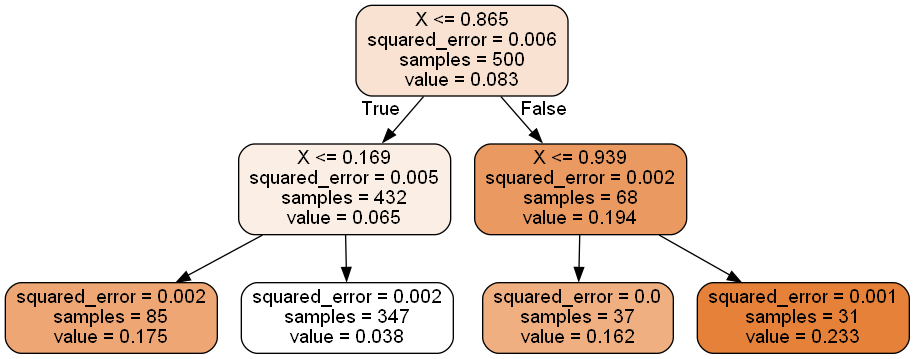 X <= 0.865
squared_error = 0.006
samples = 500
value = 0.083
True
False
X <= 0.169
squared_error = 0.005
samples = 432
value = 0.065
X <= 0.939
squared_error = 0.002
samples = 68
value = 0.194
squared_error = 0.002
samples = 85
value = 0.175
squared_error = 0.002
samples = 347
value = 0.038
squared_error = 0.0
samples = 37
value = 0.162
squared_error = 0.001
samples = 31
value = 0.233